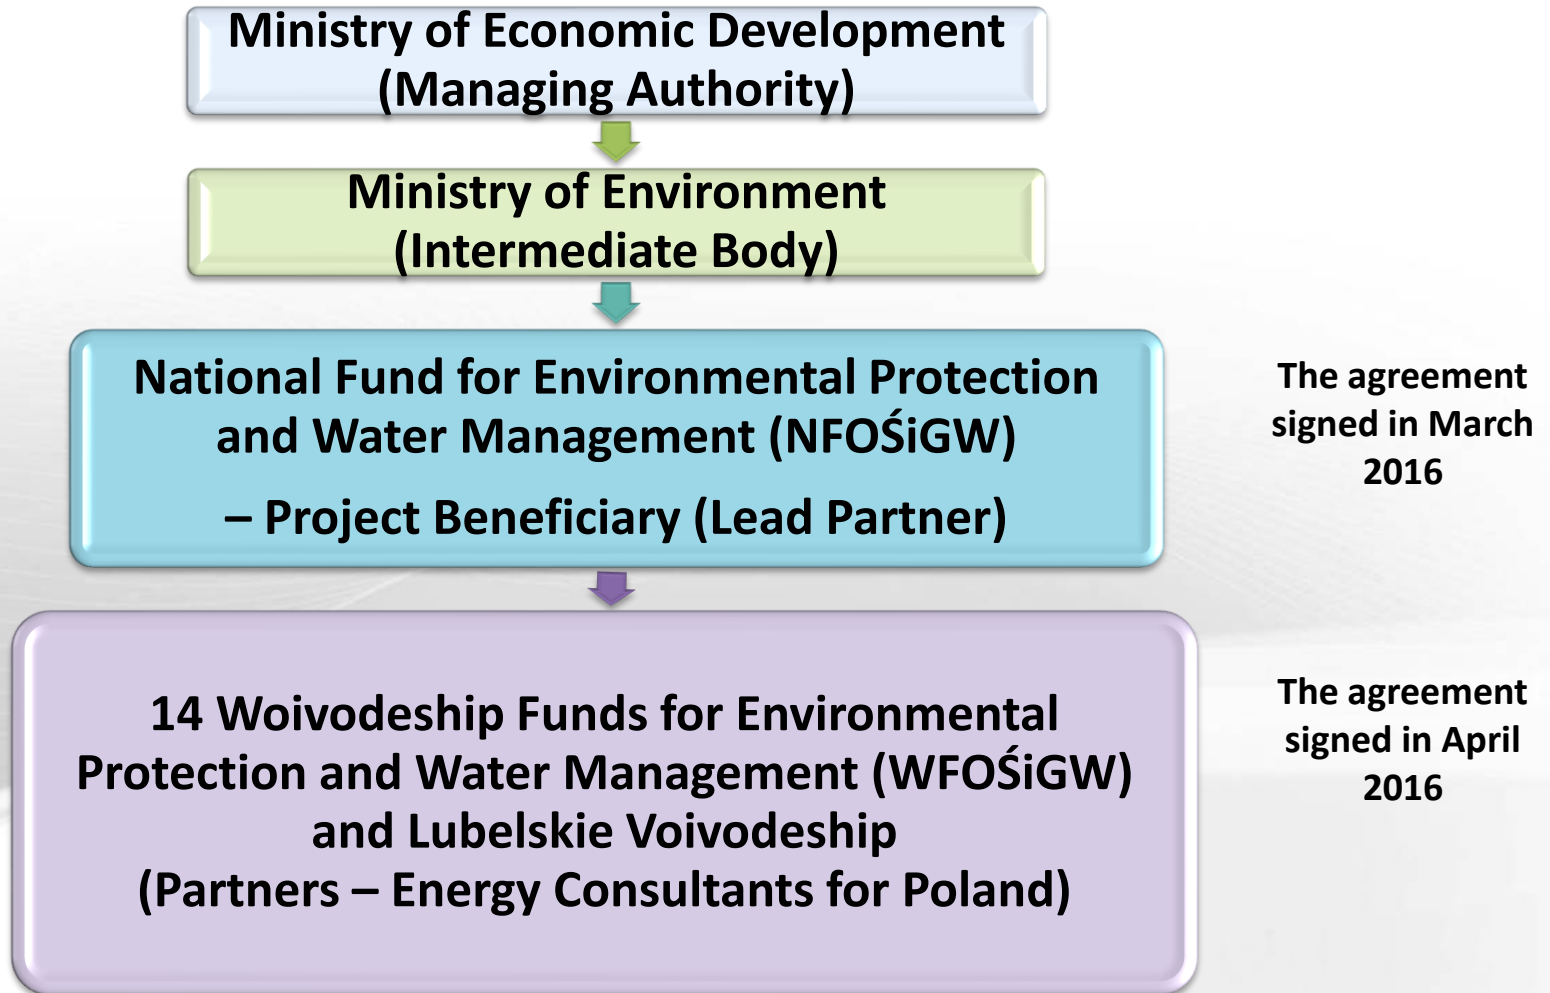 Ministry of Economic Development
(Managing Authority)
Ministry of Environment
(Intermediate Body)
National Fund for Environmental Protection
and Water Management (NFOŚiGW)
– Project Beneficiary (Lead Partner)
The agreement
signed in March
2016
14 Woivodeship Funds for Environmental
Protection and Water Management (WFOŚiGW)
and Lubelskie Voivodeship
(Partners – Energy Consultants for Poland)
The agreement
signed in April
2016